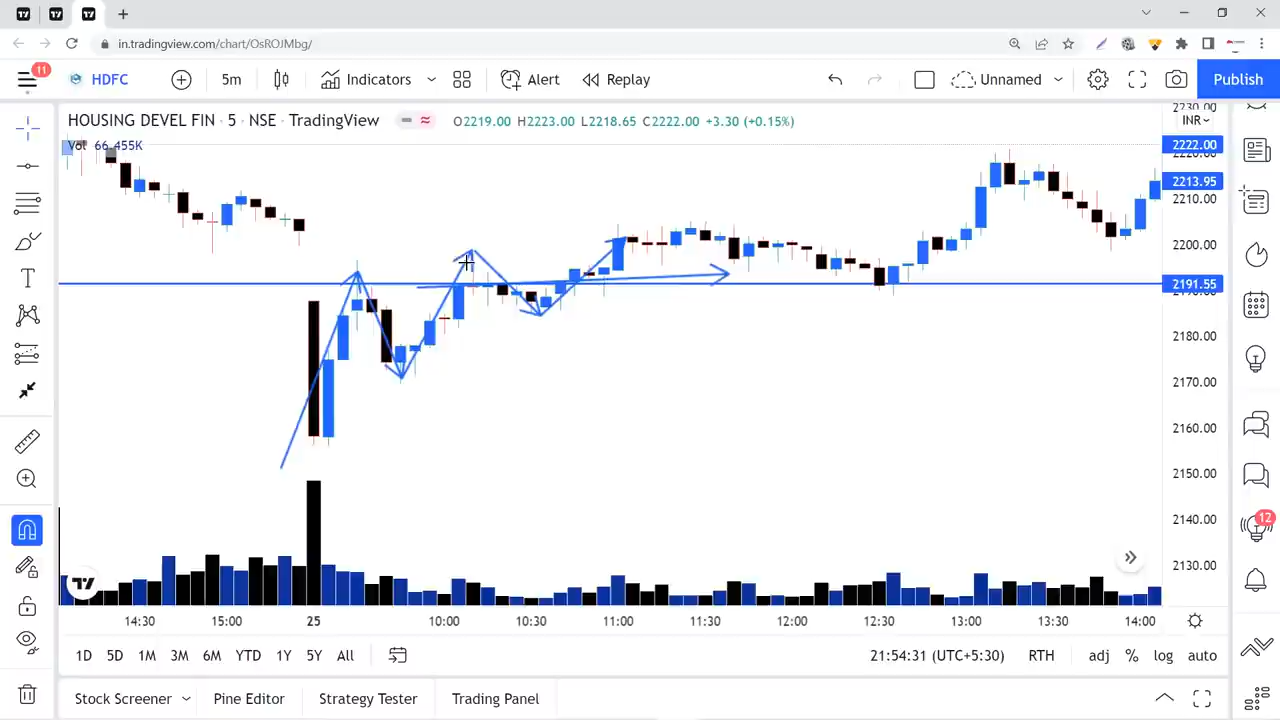 in.tradingview.com/chart/OsROJMbg/
11
HDFC
5m
Indicators
Alert
Replay
Unnamed
Publish
HOUSING DEVEL FIN · 5 · NSE · TradingView
O2219.00 H2223.00 L2218.65 C2222.00 +3.30 (+0.15%)
Vol 66.455K
2230.00
INR
2222.00
2220.00
2213.95
2210.00
2200.00
2191.55
2190.00
2180.00
2170.00
2160.00
2150.00
2140.00
2130.00
12
14:30 15:00 25 10:00 10:30 11:00 11:30 12:00 12:30 13:00 13:30 14:00
1D 5D 1M 3M 6M YTD 1Y 5Y All
21:54:31 (UTC+5:30) RTH adj % log auto
Stock Screener Pine Editor Strategy Tester Trading Panel